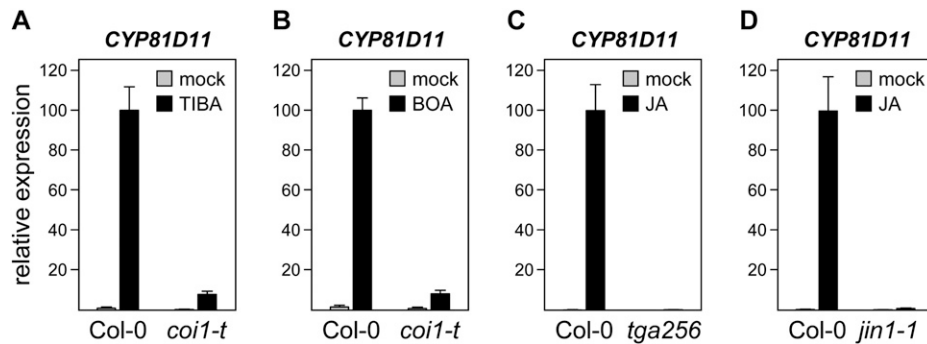 A
CYP81D11
mock
TIBA
120
100
80
60
40
20
relative expression
Col-0 coi1-t
B
CYP81D11
mock
BOA
120
100
80
60
40
20
Col-0 coi1-t
C
CYP81D11
mock
JA
120
100
80
60
40
20
Col-0 tga256
D
CYP81D11
mock
JA
120
100
80
60
40
20
Col-0 jin1-1